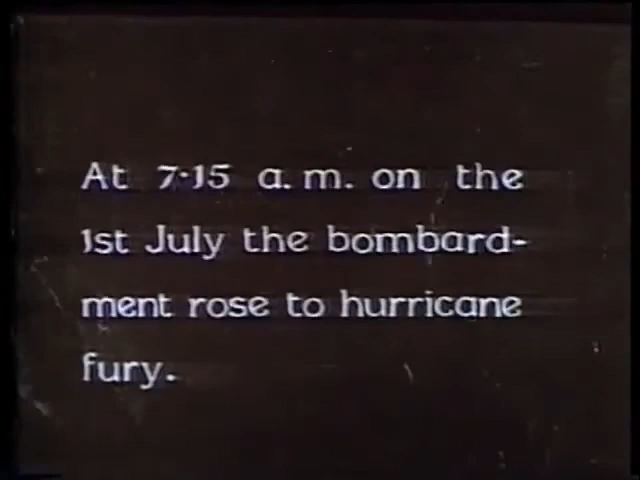 At 7·15 a.m. on the
1st July the bombard-
ment rose to hurricane
fury.